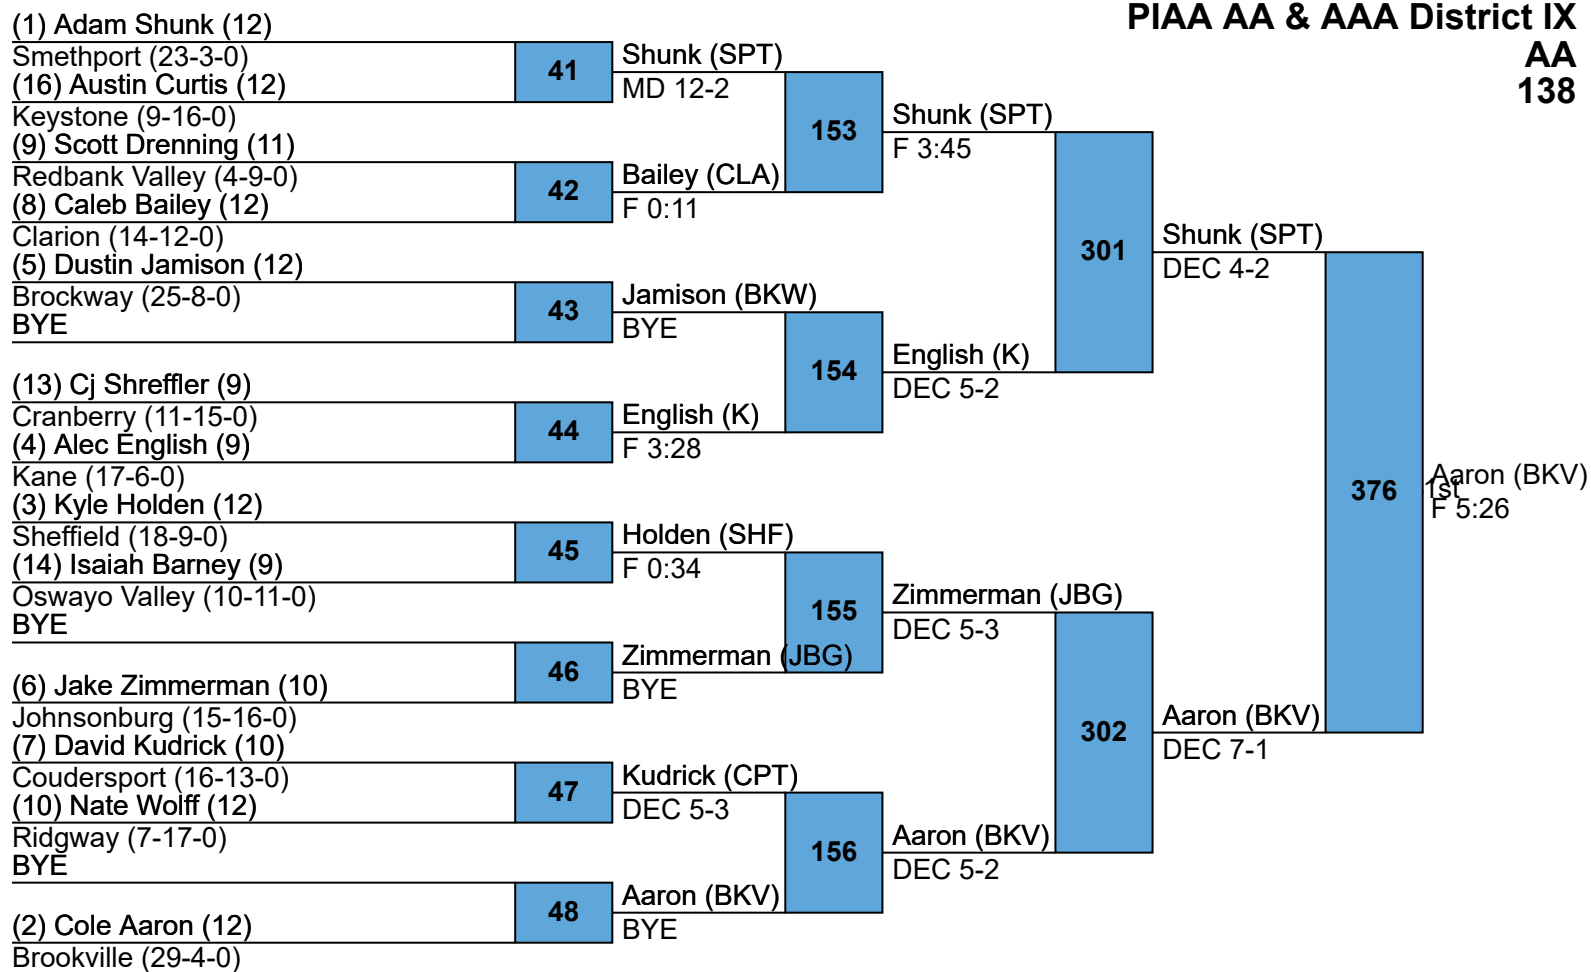 PIAA AA & AAA District IX
AA
138
(1) Adam Shunk (12)
Smethport (23-3-0)
(16) Austin Curtis (12)
Keystone (9-16-0)
(9) Scott Drenning (11)
Redbank Valley (4-9-0)
(8) Caleb Bailey (12)
Clarion (14-12-0)
(5) Dustin Jamison (12)
Brockway (25-8-0)
BYE
(13) Cj Shreffler (9)
Cranberry (11-15-0)
(4) Alec English (9)
Kane (17-6-0)
(3) Kyle Holden (12)
Sheffield (18-9-0)
(14) Isaiah Barney (9)
Oswayo Valley (10-11-0)
BYE
(6) Jake Zimmerman (10)
Johnsonburg (15-16-0)
(7) David Kudrick (10)
Coudersport (16-13-0)
(10) Nate Wolff (12)
Ridgway (7-17-0)
BYE
(2) Cole Aaron (12)
Brookville (29-4-0)
41
42
43
44
45
46
47
48
Shunk (SPT)
MD 12-2
Bailey (CLA)
F 0:11
Jamison (BKW)
BYE
English (K)
F 3:28
Holden (SHF)
F 0:34
Zimmerman (JBG)
BYE
Kudrick (CPT)
DEC 5-3
Aaron (BKV)
BYE
153
154
155
156
Shunk (SPT)
F 3:45
English (K)
DEC 5-2
Zimmerman (JBG)
DEC 5-3
Aaron (BKV)
DEC 5-2
301
302
Shunk (SPT)
DEC 4-2
Aaron (BKV)
DEC 7-1
376
Aaron (BKV)
1st
F 5:26